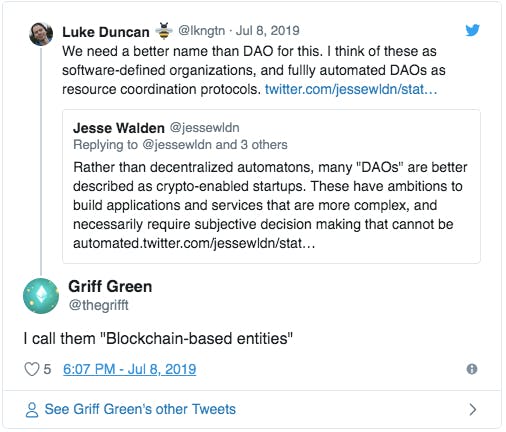 Luke Duncan @lkngtn · Jul 8, 2019
We need a better name than DAO for this. I think of these as
software-defined organizations, and fullly automated DAOs as
resource coordination protocols. twitter.com/jessewldn/stat…
Jesse Walden @jessewldn
Replying to @jessewldn and 3 others
Rather than decentralized automatons, many "DAOs" are better
described as crypto-enabled startups. These have ambitions to
build applications and services that are more complex, and
necessarily require subjective decision making that cannot be
automated.twitter.com/jessewldn/stat…
Griff Green
@thegrifft
I call them "Blockchain-based entities"
5 6:07 PM - Jul 8, 2019
See Griff Green's other Tweets